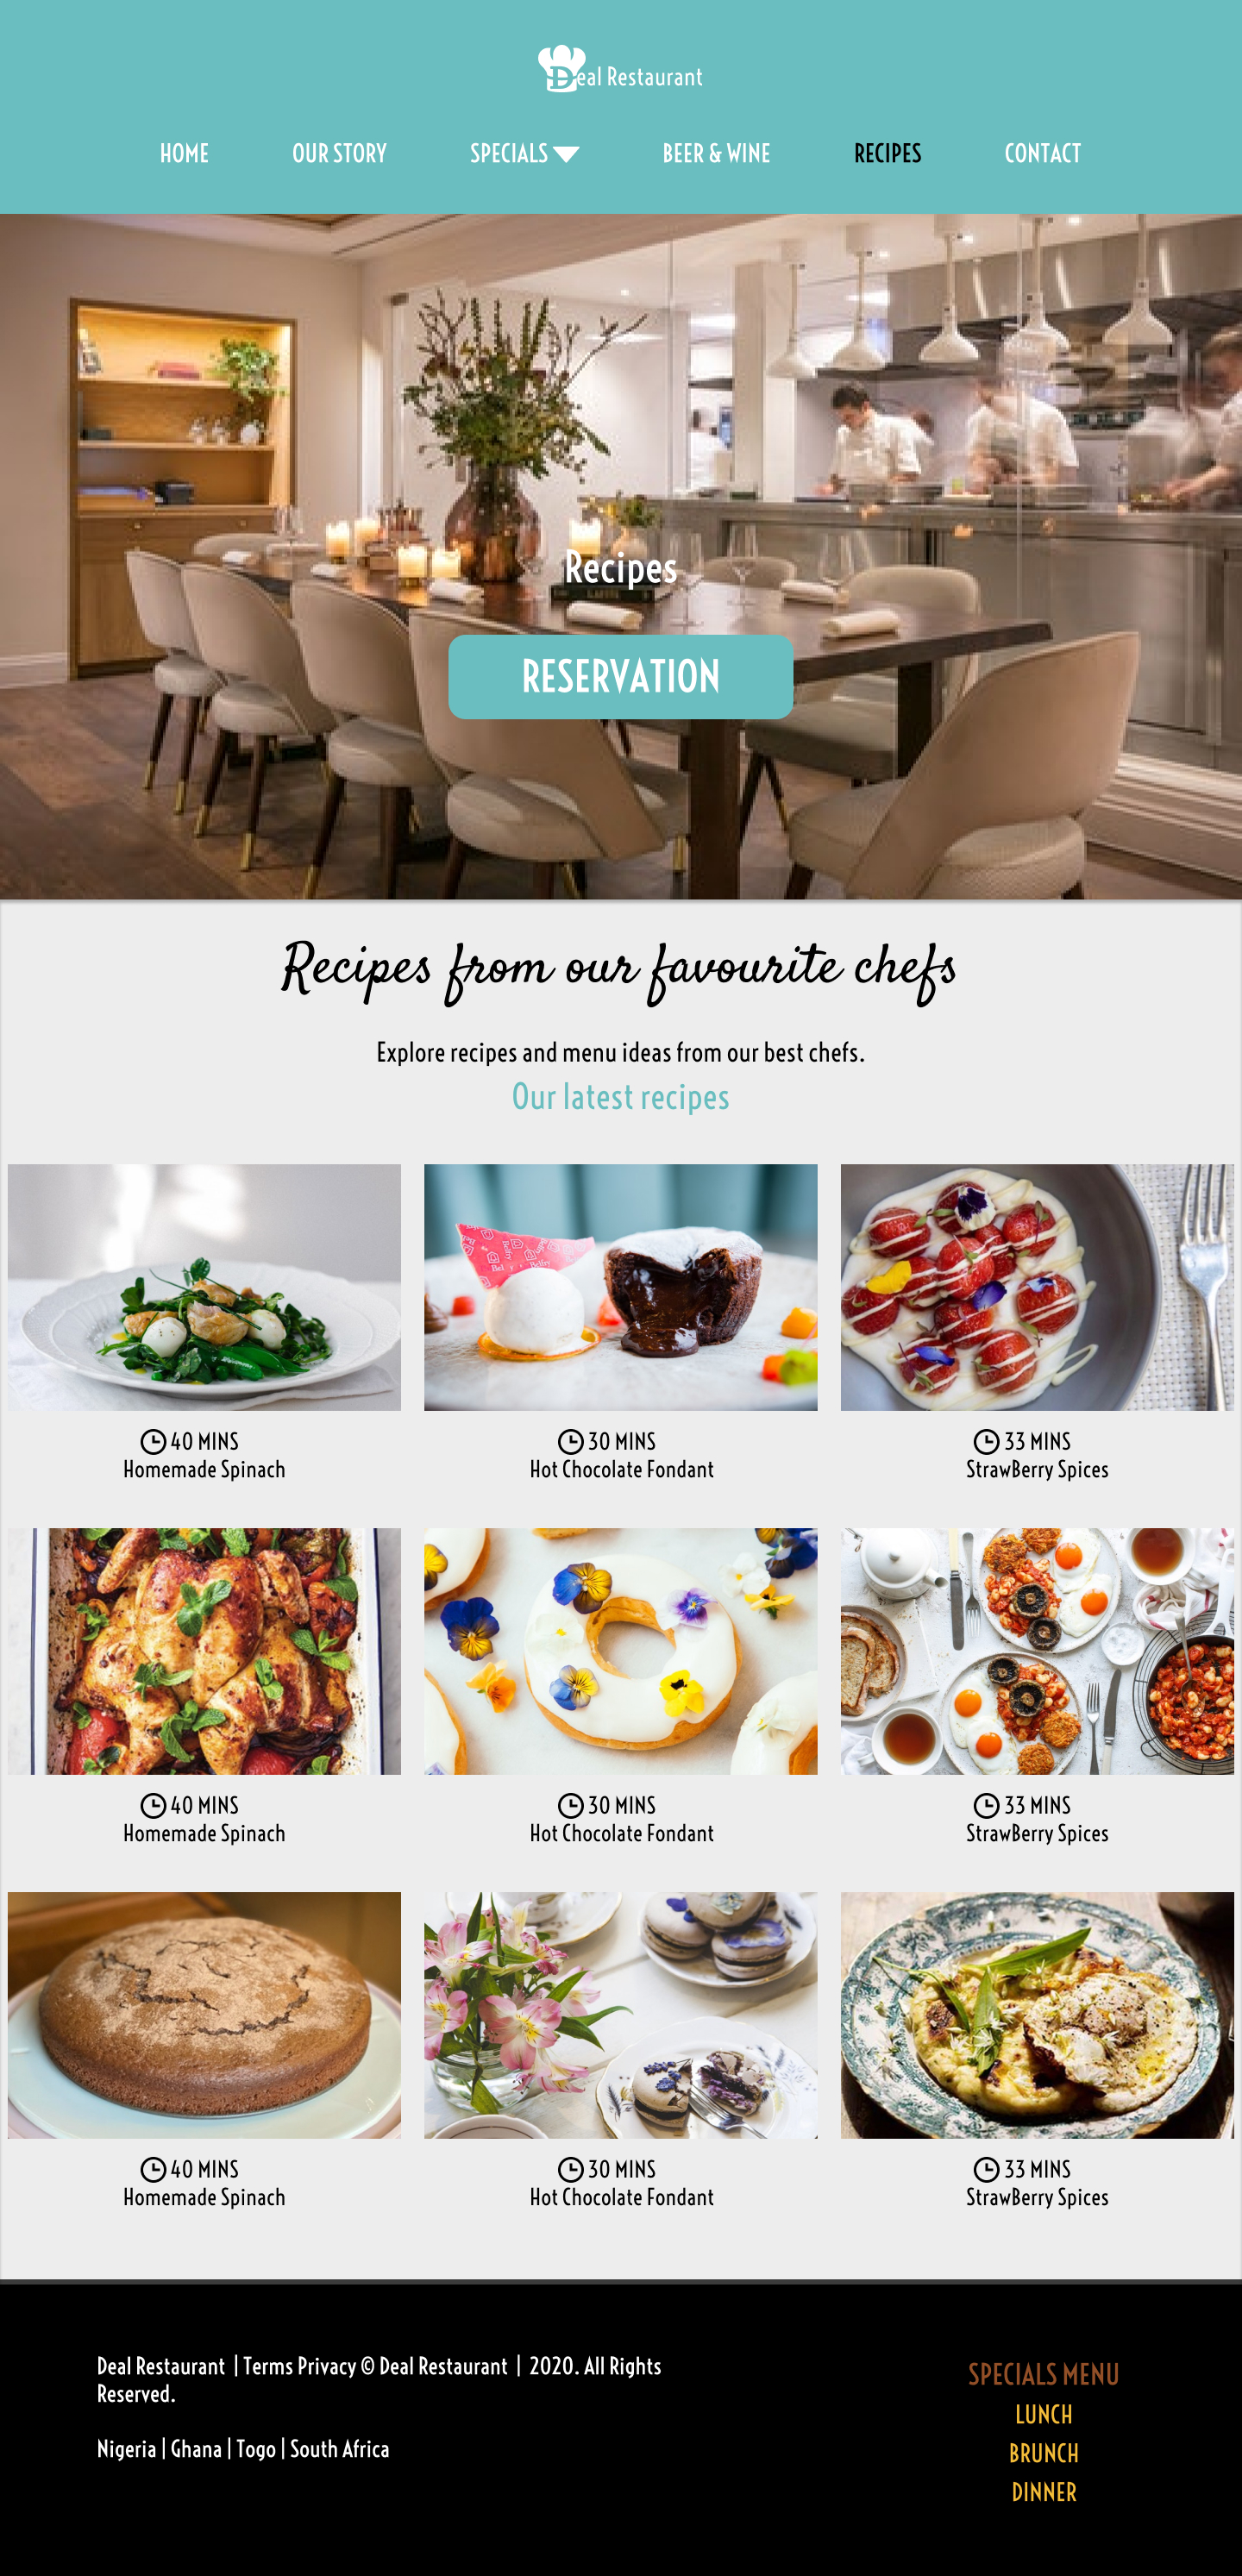 Deal Restaurant
HOME OUR STORY SPECIALS BEER & WINE RECIPES CONTACT
Recipes
RESERVATION
Recipes from our favourite chefs
Explore recipes and menu ideas from our best chefs.
Our latest recipes
40 MINS
Homemade Spinach
30 MINS
Hot Chocolate Fondant
33 MINS
StrawBerry Spices
40 MINS
Homemade Spinach
30 MINS
Hot Chocolate Fondant
33 MINS
StrawBerry Spices
40 MINS
Homemade Spinach
30 MINS
Hot Chocolate Fondant
33 MINS
StrawBerry Spices
Deal Restaurant | Terms Privacy © Deal Restaurant | 2020. All Rights
Reserved.
Nigeria | Ghana | Togo | South Africa
SPECIALS MENU
LUNCH
BRUNCH
DINNER